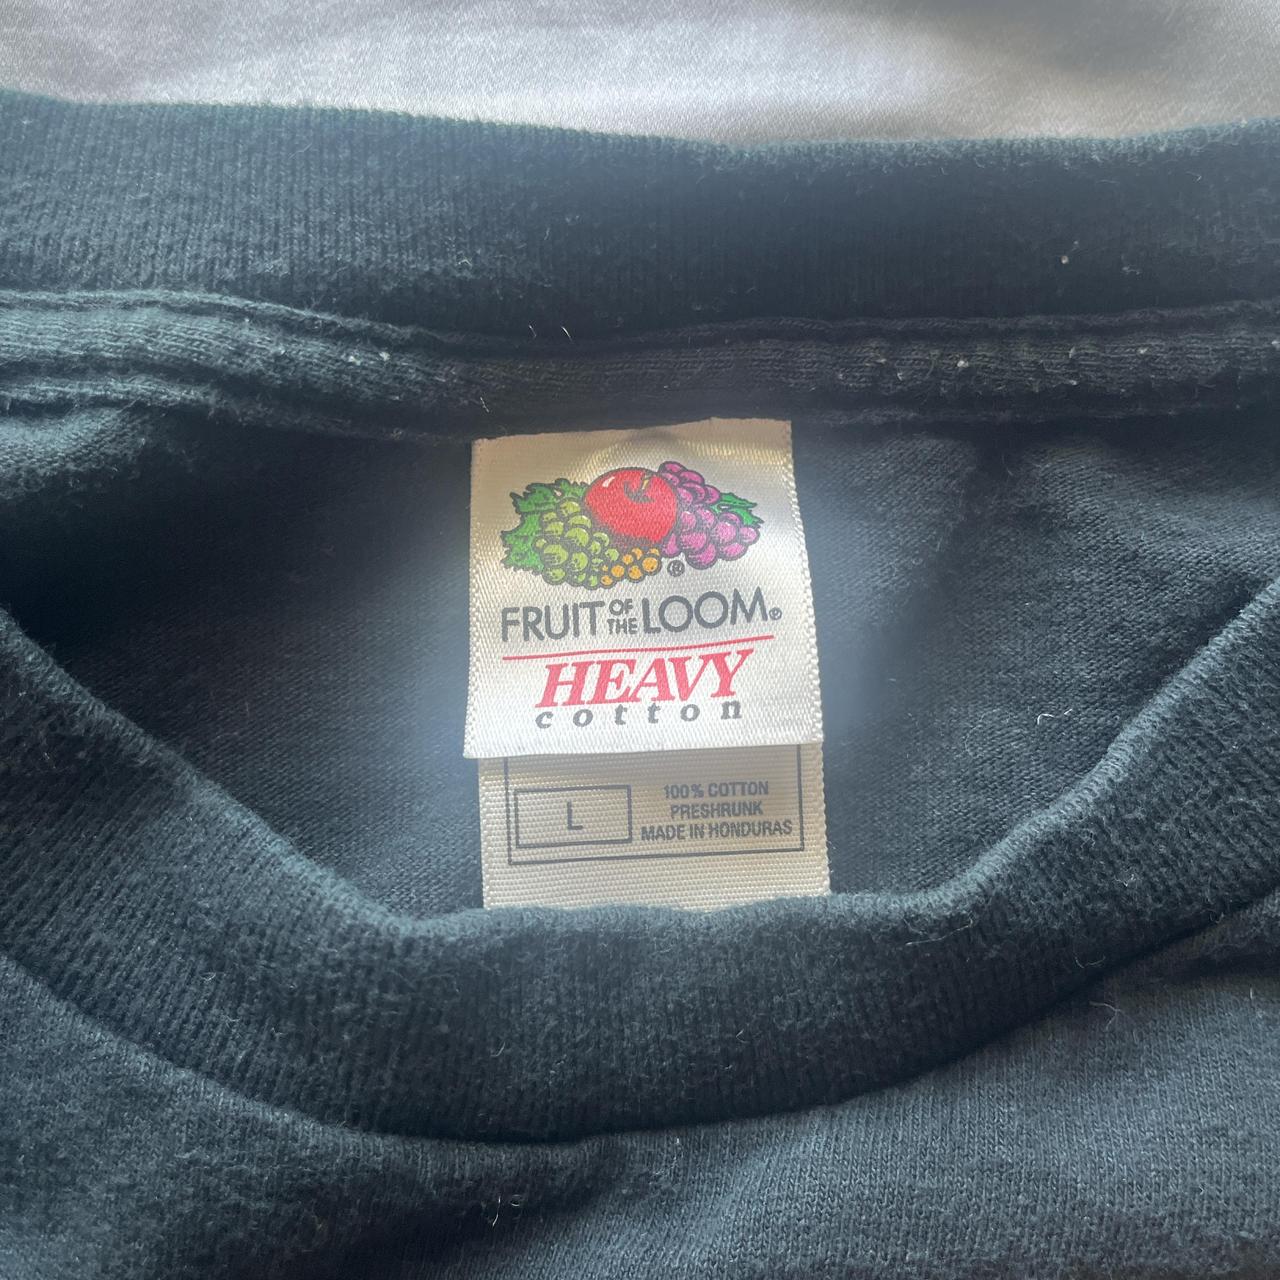 ®
FRUIT OF THE LOOM®
HEAVY
cotton
L
100% COTTON
PRESHRUNK
MADE IN HONDURAS